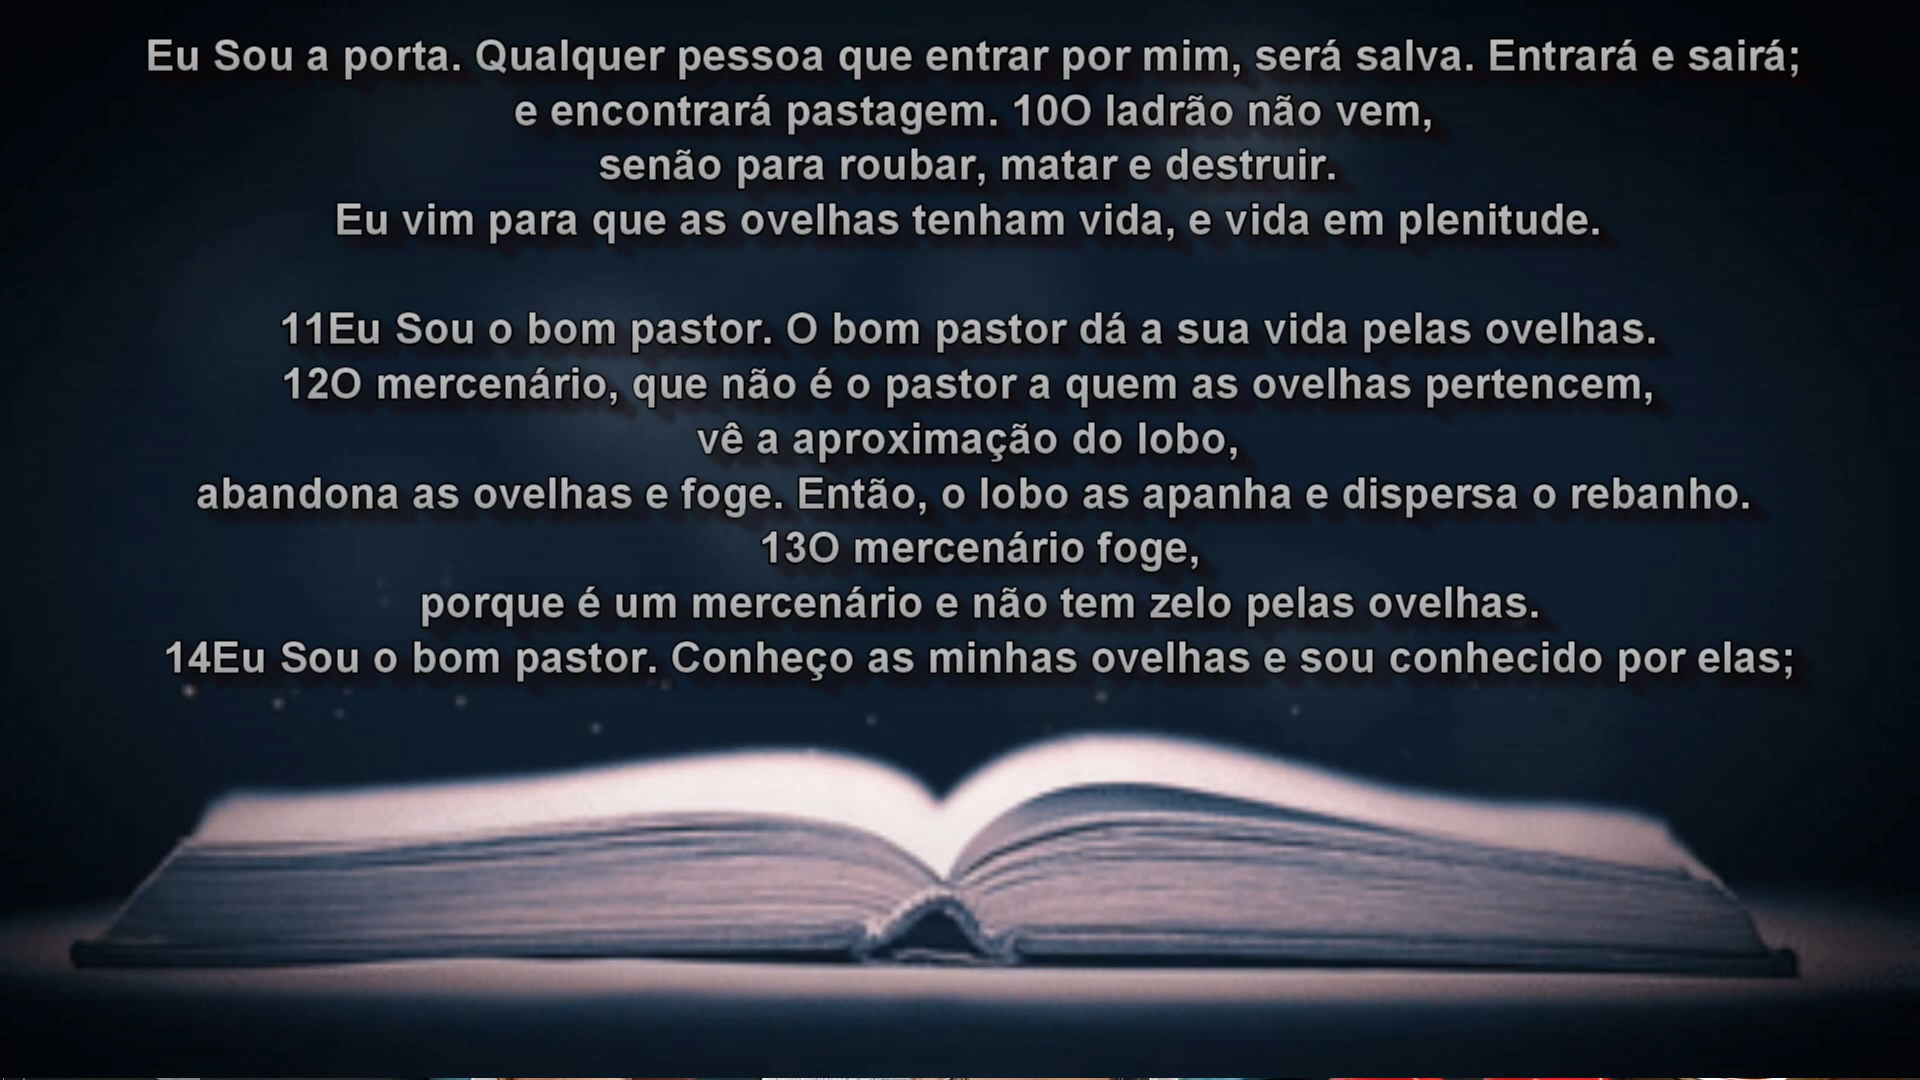 Eu Sou a porta. Qualquer pessoa que entrar por mim, será salva. Entrará e sairá;
e encontrará pastagem. 10O ladrão não vem,
senão para roubar, matar e destruir.
Eu vim para que as ovelhas tenham vida, e vida em plenitude.
11Eu Sou o bom pastor. O bom pastor dá a sua vida pelas ovelhas.
12O mercenário, que não é o pastor a quem as ovelhas pertencem,
vê a aproximação do lobo,
abandona as ovelhas e foge. Então, o lobo as apanha e dispersa o rebanho.
13O mercenário foge,
porque é um mercenário e não tem zelo pelas ovelhas.
14Eu Sou o bom pastor. Conheço as minhas ovelhas e sou conhecido por elas;